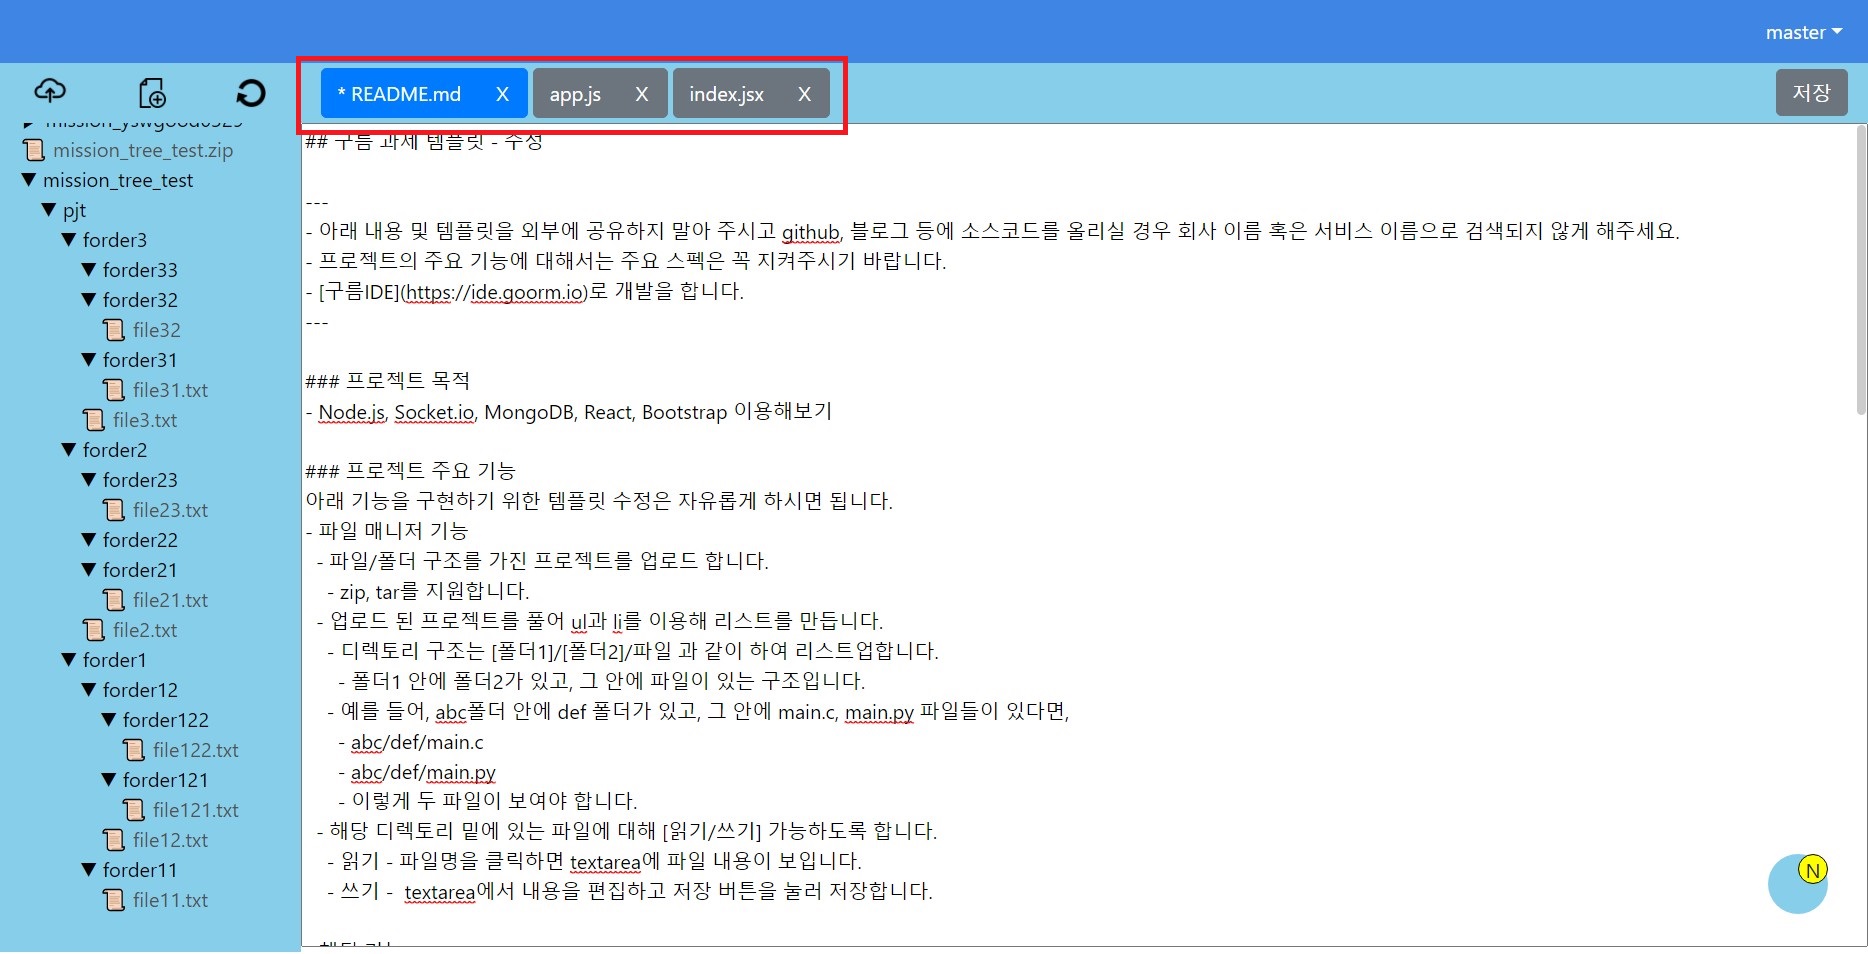 master
* README.md X
app.js X
index.jsx X
저장
mission_tree_test.zip
mission_tree_test
pjt
forder3
forder33
forder32
file32
forder31
file31.txt
file3.txt
forder2
forder23
file23.txt
forder22
forder21
file21.txt
file2.txt
forder1
forder12
forder122
file122.txt
forder121
file121.txt
file12.txt
forder11
file11.txt
## 구름 과제 템플릿 - 수정
---
- 아래 내용 및 템플릿을 외부에 공유하지 말아 주시고 github, 블로그 등에 소스코드를 올리실 경우 회사 이름 혹은 서비스 이름으로 검색되지 않게 해주세요.
- 프로젝트의 주요 기능에 대해서는 주요 스펙은 꼭 지켜주시기 바랍니다.
- [구름IDE](https://ide.goorm.io)로 개발을 합니다.
---
### 프로젝트 목적
- Node.js, Socket.io, MongoDB, React, Bootstrap 이용해보기
### 프로젝트 주요 기능
아래 기능을 구현하기 위한 템플릿 수정은 자유롭게 하시면 됩니다.
- 파일 매니저 기능
- 파일/폴더 구조를 가진 프로젝트를 업로드 합니다.
- zip, tar를 지원합니다.
- 업로드 된 프로젝트를 풀어 ul과 li를 이용해 리스트를 만듭니다.
- 디렉토리 구조는 [폴더1]/[폴더2]/파일 과 같이 하여 리스트업합니다.
- 폴더1 안에 폴더2가 있고, 그 안에 파일이 있는 구조입니다.
- 예를 들어, abc폴더 안에 def 폴더가 있고, 그 안에 main.c, main.py 파일들이 있다면,
- abc/def/main.c
- abc/def/main.py
- 이렇게 두 파일이 보여야 합니다.
- 해당 디렉토리 밑에 있는 파일에 대해 [읽기/쓰기] 가능하도록 합니다.
- 읽기 - 파일명을 클릭하면 textarea에 파일 내용이 보입니다.
- 쓰기 -  textarea에서 내용을 편집하고 저장 버튼을 눌러 저장합니다.
N